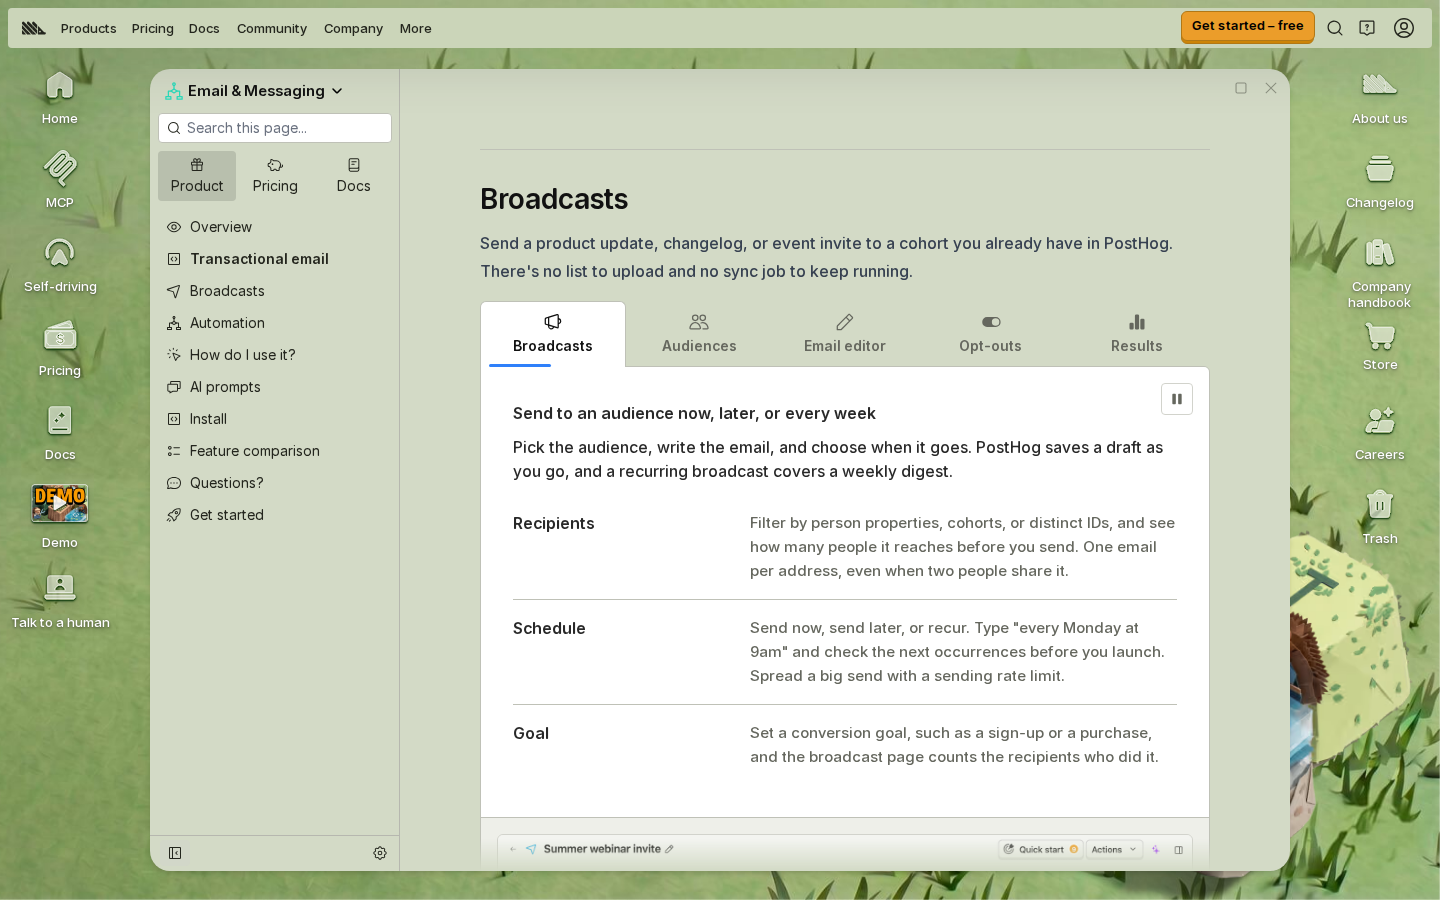 Products Pricing Docs Community Company More
Get started – free
Home
MCP
Self-driving
Pricing
Docs
DEMO
Demo
Talk to a human
Email & Messaging
Search this page...
Product Pricing Docs
Overview
Transactional email
Broadcasts
Automation
How do I use it?
AI prompts
Install
Feature comparison
Questions?
Get started
Broadcasts
Send a product update, changelog, or event invite to a cohort you already have in PostHog.
There's no list to upload and no sync job to keep running.
Broadcasts Audiences Email editor Opt-outs Results
Send to an audience now, later, or every week
Pick the audience, write the email, and choose when it goes. PostHog saves a draft as
you go, and a recurring broadcast covers a weekly digest.
Recipients
Filter by person properties, cohorts, or distinct IDs, and see
how many people it reaches before you send. One email
per address, even when two people share it.
Schedule
Send now, send later, or recur. Type "every Monday at
9am" and check the next occurrences before you launch.
Spread a big send with a sending rate limit.
Goal
Set a conversion goal, such as a sign-up or a purchase,
and the broadcast page counts the recipients who did it.
Summer webinar invite
Quick start
Actions
About us
Changelog
Company
handbook
Store
Careers
Trash